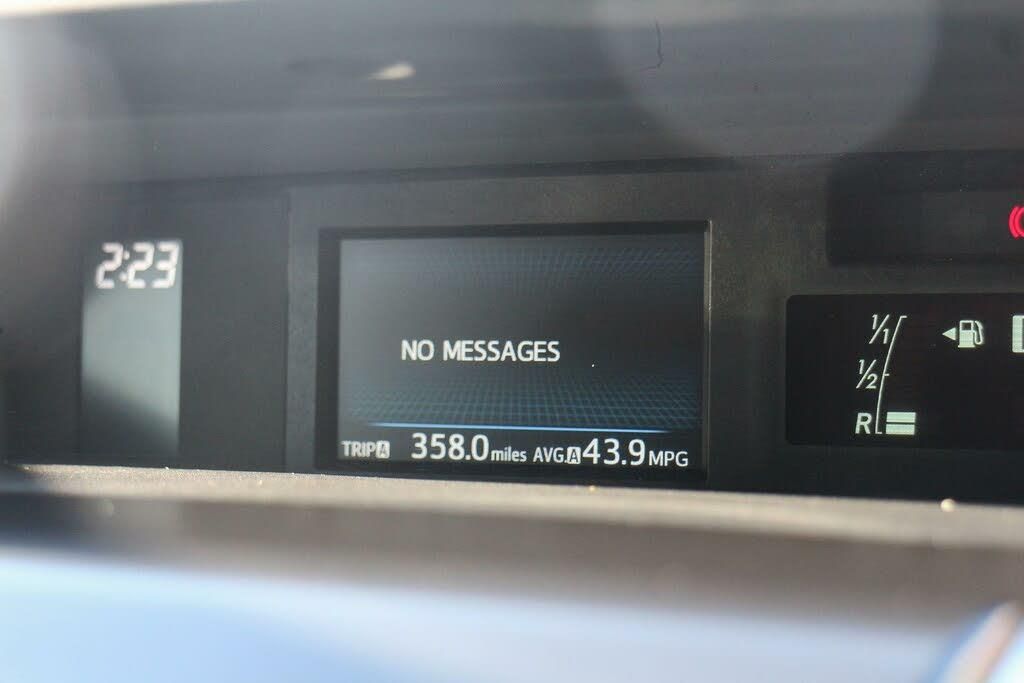 2:23
NO MESSAGES
TRIP A 358.0 miles AVG. A 43.9 MPG
1/1
1/2
R